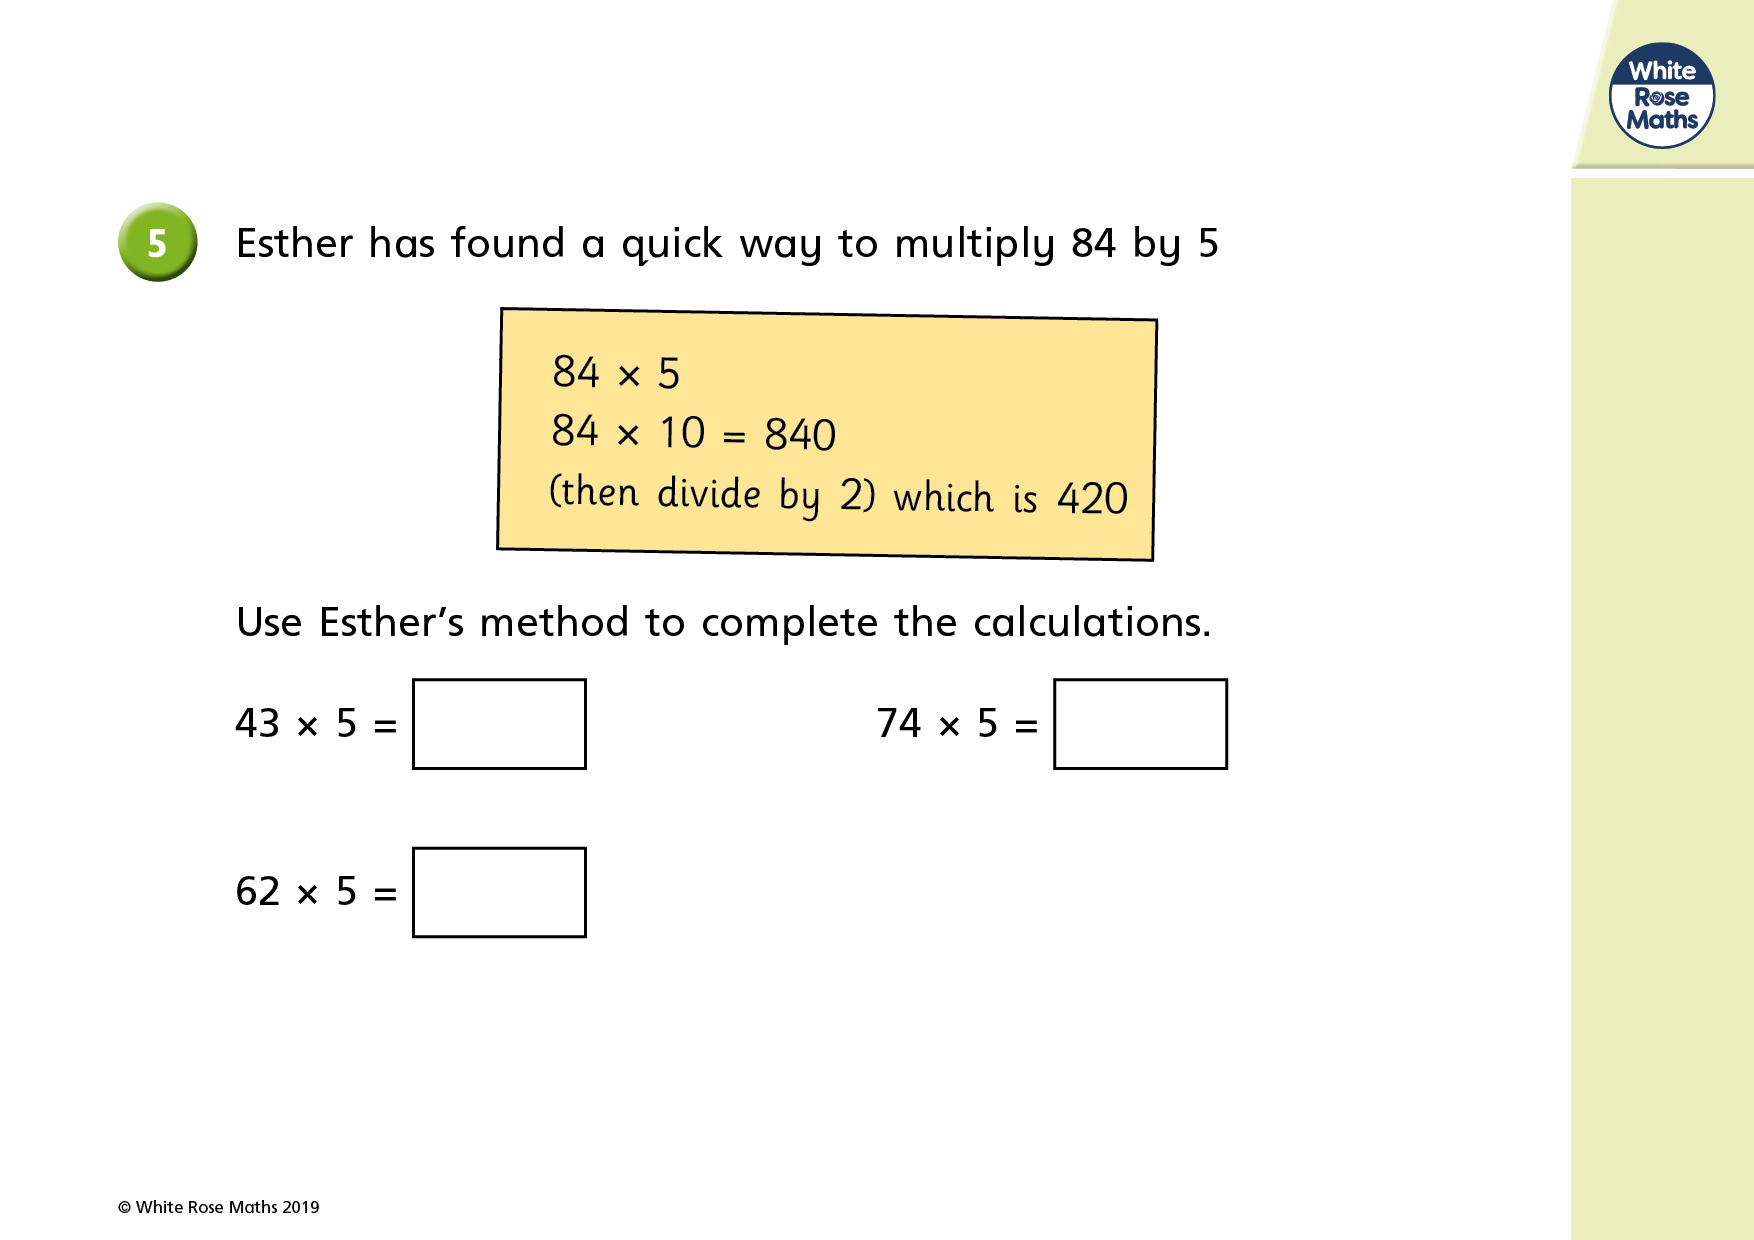 White
Rose
Maths
5
Esther has found a quick way to multiply 84 by 5
84 × 5
84 × 10 = 840
(then divide by 2) which is 420
Use Esther’s method to complete the calculations.
43 × 5 =
74 × 5 =
62 × 5 =
© White Rose Maths 2019